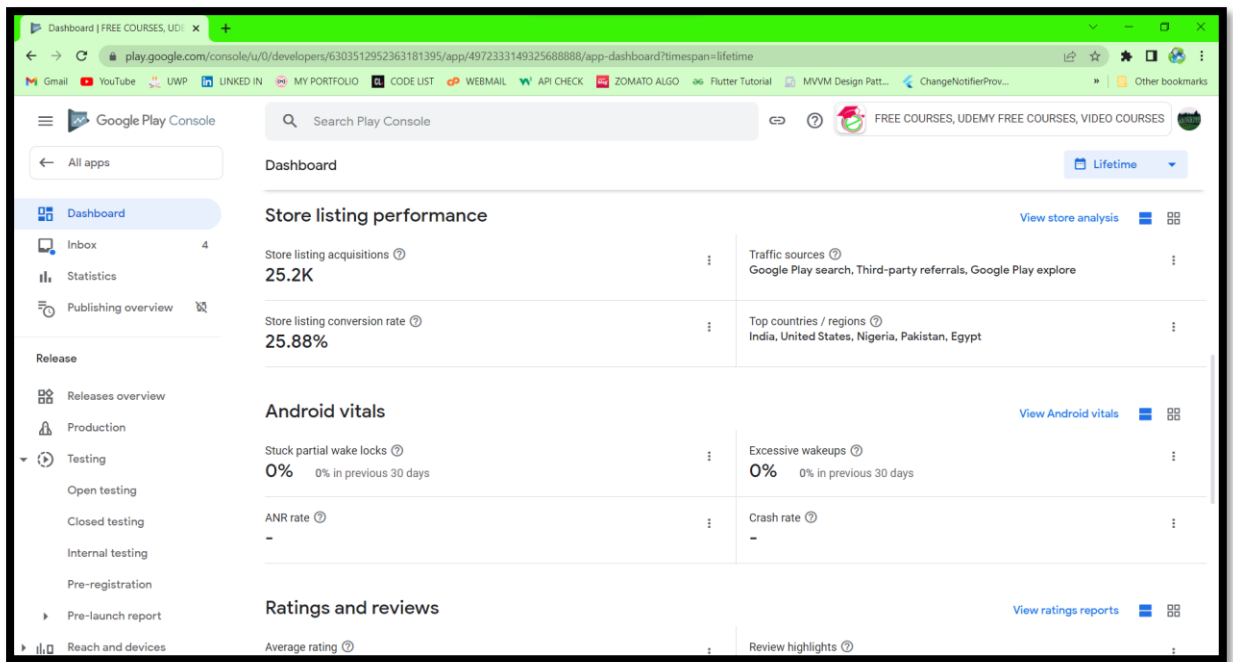 Dashboard | FREE COURSES, UDE
play.google.com/console/u/0/developers/6303512952363181395/app/4972333149325688888/app-dashboard?timespan=lifetime
Gmail YouTube UWP LINKED IN MY PORTFOLIO CODE LIST WEBMAIL API CHECK ZOMATO ALGO Flutter Tutorial MVVM Design Patt... ChangeNotifierProv... » Other bookmarks
Google Play Console
Search Play Console
FREE COURSES, UDEMY FREE COURSES, VIDEO COURSES
All apps
Dashboard
Lifetime
Dashboard
Inbox 4
Statistics
Publishing overview
Release
Releases overview
Production
Testing
Open testing
Closed testing
Internal testing
Pre-registration
Pre-launch report
Reach and devices
Store listing performance
View store analysis
Store listing acquisitions
25.2K
Traffic sources
Google Play search, Third-party referrals, Google Play explore
Store listing conversion rate
25.88%
Top countries / regions
India, United States, Nigeria, Pakistan, Egypt
Android vitals
View Android vitals
Stuck partial wake locks
0% 0% in previous 30 days
Excessive wakeups
0% 0% in previous 30 days
ANR rate
-
Crash rate
-
Ratings and reviews
View ratings reports
Average rating
Review highlights